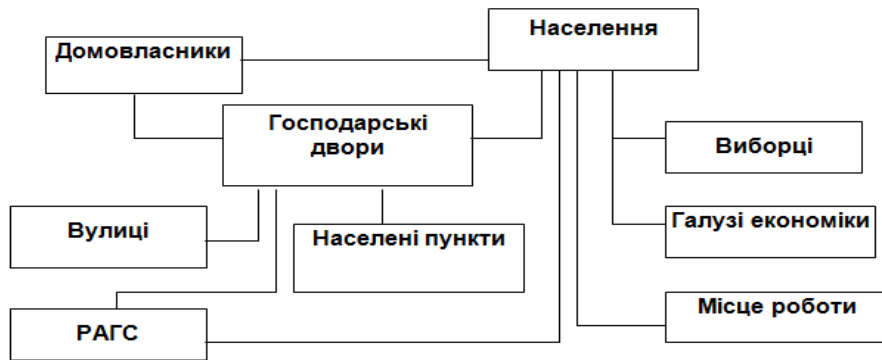 Населення
Домовласники
Господарські
двори
Виборці
Вулиці
Населені пункти
Галузі економіки
РАГС
Місце роботи